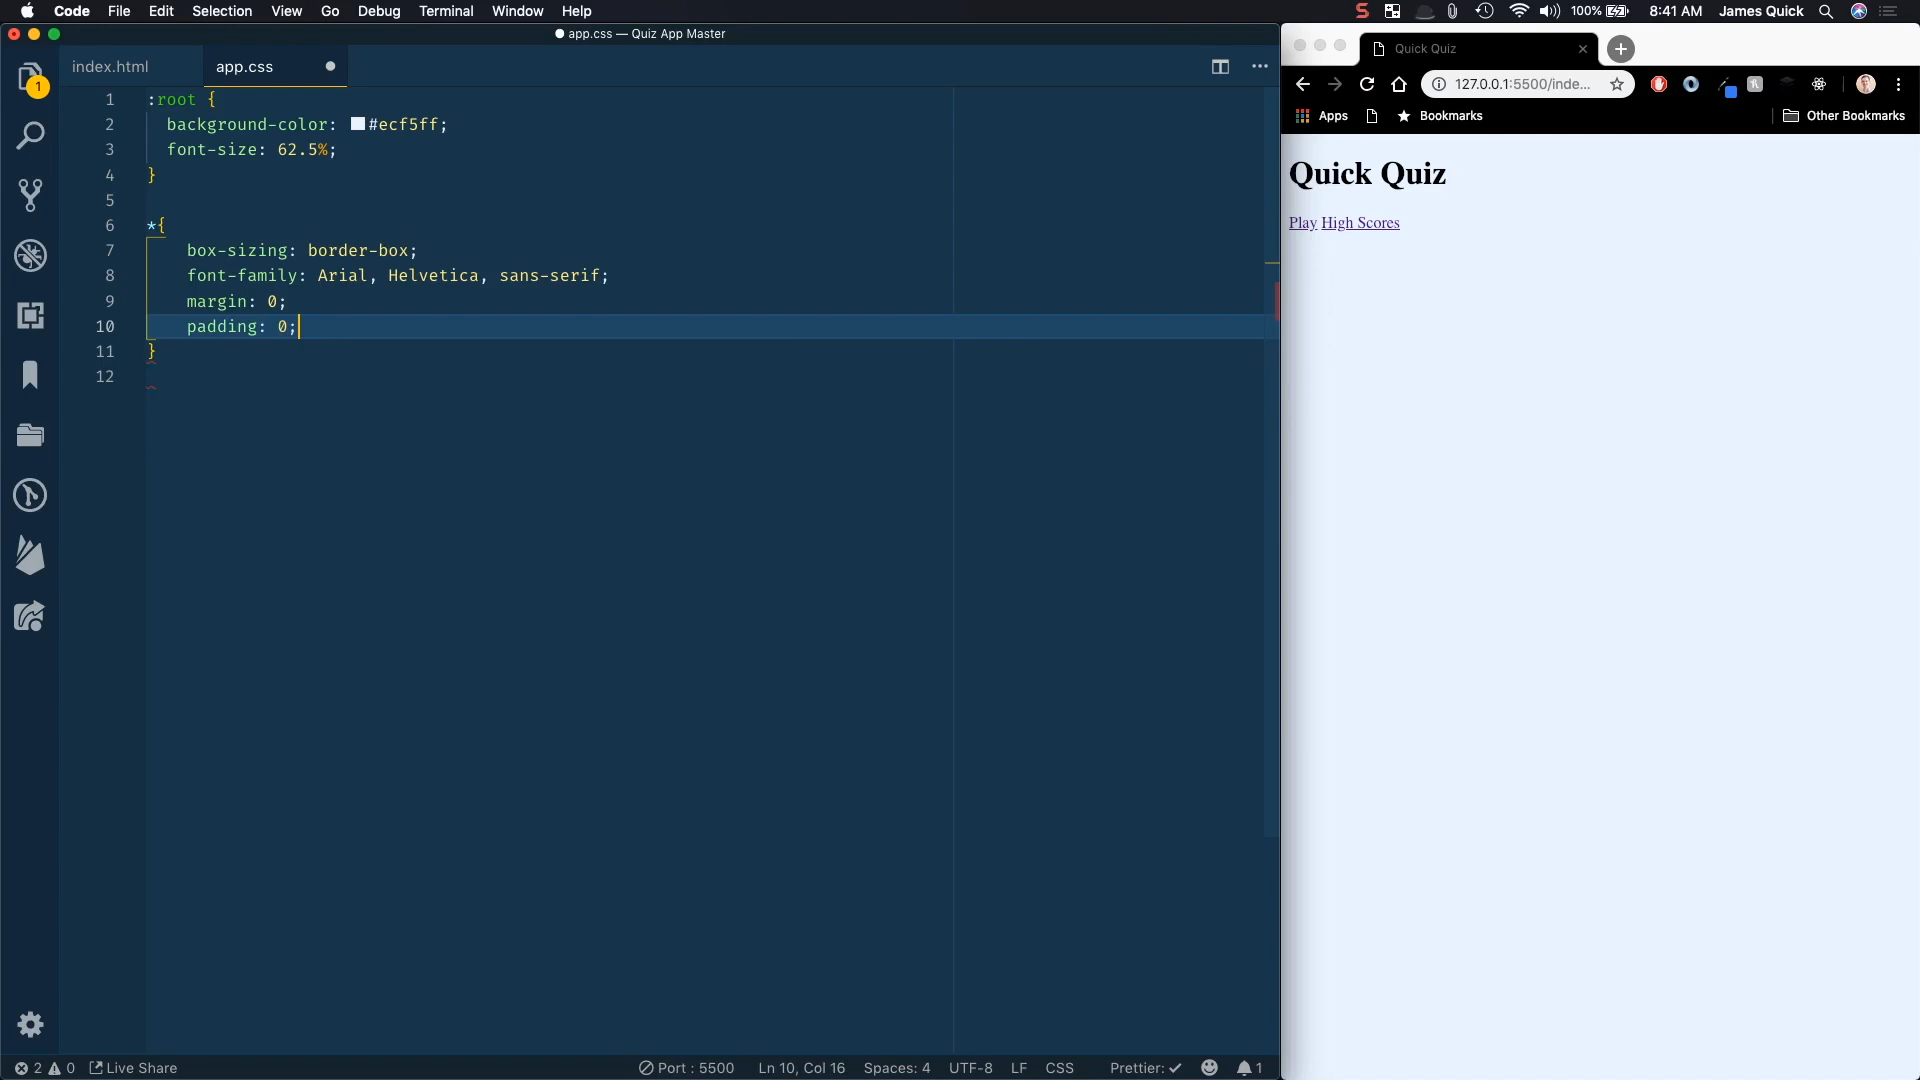 Code File Edit Selection View Go Debug Terminal Window Help 100% 8:41 AM James Quick
app.css — Quiz App Master
index.html app.css
1 :root {
2 background-color: #ecf5ff;
3 font-size: 62.5%;
4 }
5
6 *{
7 box-sizing: border-box;
8 font-family: Arial, Helvetica, sans-serif;
9 margin: 0;
10 padding: 0;
11 }
12
1
2 0 Live Share Port : 5500 Ln 10, Col 16 Spaces: 4 UTF-8 LF CSS Prettier: ✓ 1
Quick Quiz
127.0.0.1:5500/inde...
Apps Bookmarks Other Bookmarks
Quick Quiz
Play High Scores